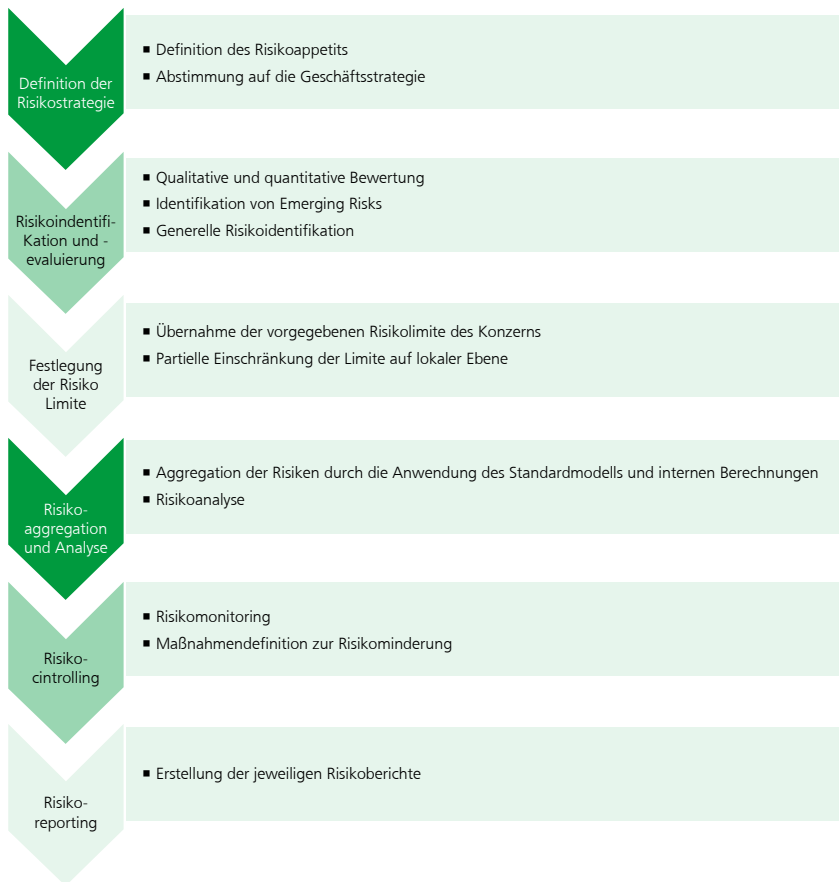 Definition der
Risikostrategie
▪ Definition des Risikoappetits
▪ Abstimmung auf die Geschäftsstrategie
Risikoindentifi-
Kation und -
evaluierung
▪ Qualitative und quantitative Bewertung
▪ Identifikation von Emerging Risks
▪ Generelle Risikoidentifikation
Festlegung
der Risiko
Limite
▪ Übernahme der vorgegebenen Risikolimite des Konzerns
▪ Partielle Einschränkung der Limite auf lokaler Ebene
Risiko-
aggregation
und Analyse
▪ Aggregation der Risiken durch die Anwendung des Standardmodells und internen Berechnungen
▪ Risikoanalyse
Risiko-
cintrolling
▪ Risikomonitoring
▪ Maßnahmendefinition zur Risikominderung
Risiko-
reporting
▪ Erstellung der jeweiligen Risikoberichte